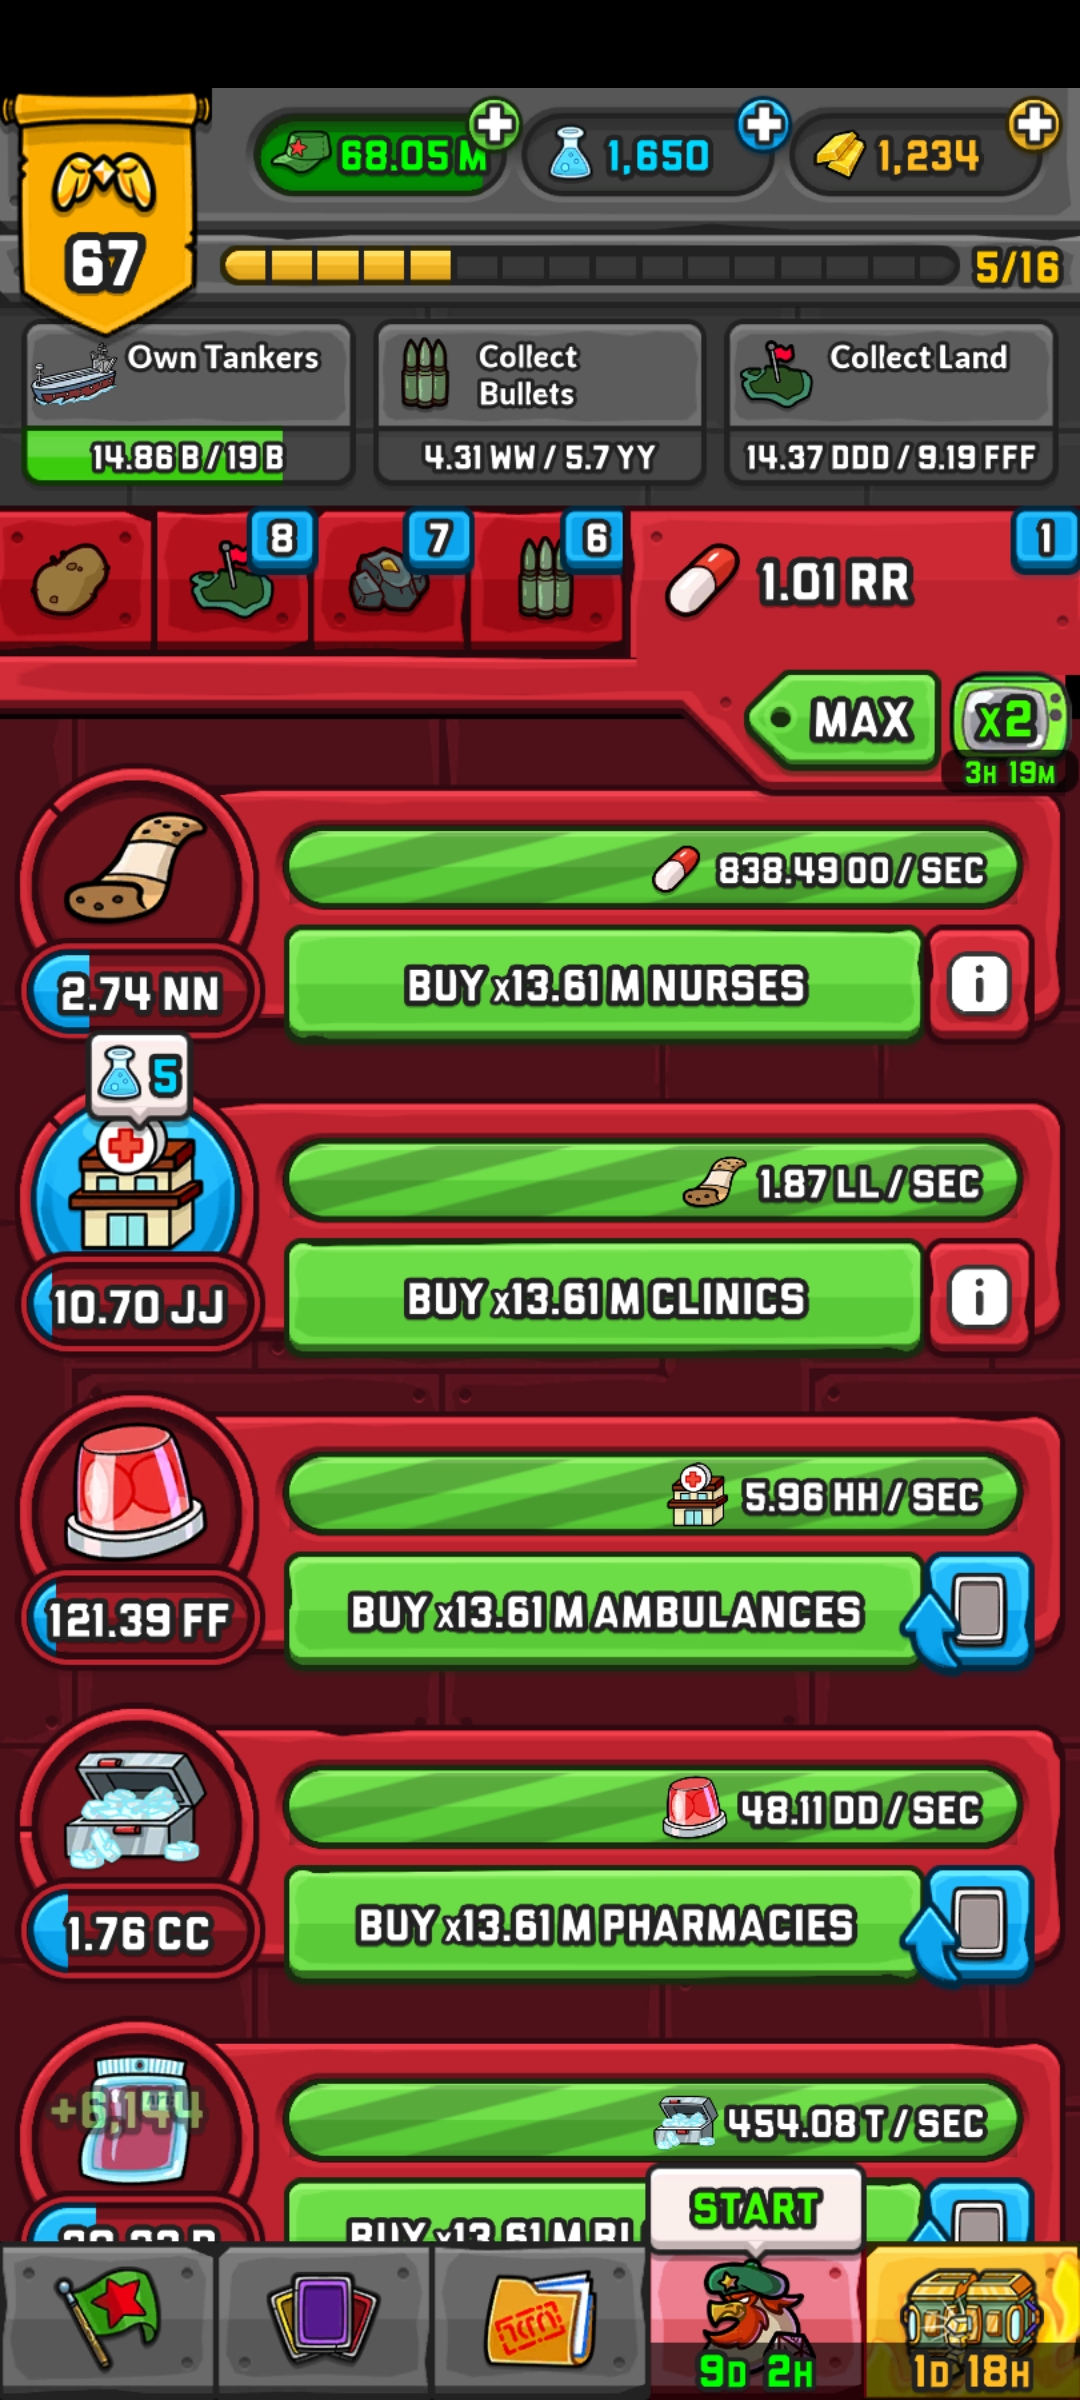 68.05 M
1,650
1,234
67
5/16
Own Tankers
14.86 B / 19 B
Collect
Bullets
4.31 WW / 5.7 YY
Collect Land
14.37 DDD / 9.19 FFF
8
7
6
1
1.01 RR
MAX
x2
3H 19M
838.49 OO / SEC
2.74 NN
BUY x13.61 M NURSES
i
5
1.87 LL / SEC
10.70 JJ
BUY x13.61 M CLINICS
i
5.96 HH / SEC
121.39 FF
BUY x13.61 M AMBULANCES
48.11 DD / SEC
1.76 CC
BUY x13.61 M PHARMACIES
+6,144
454.08 T / SEC
BUY x13.61 M BL
START
9D 2H
1D 18H